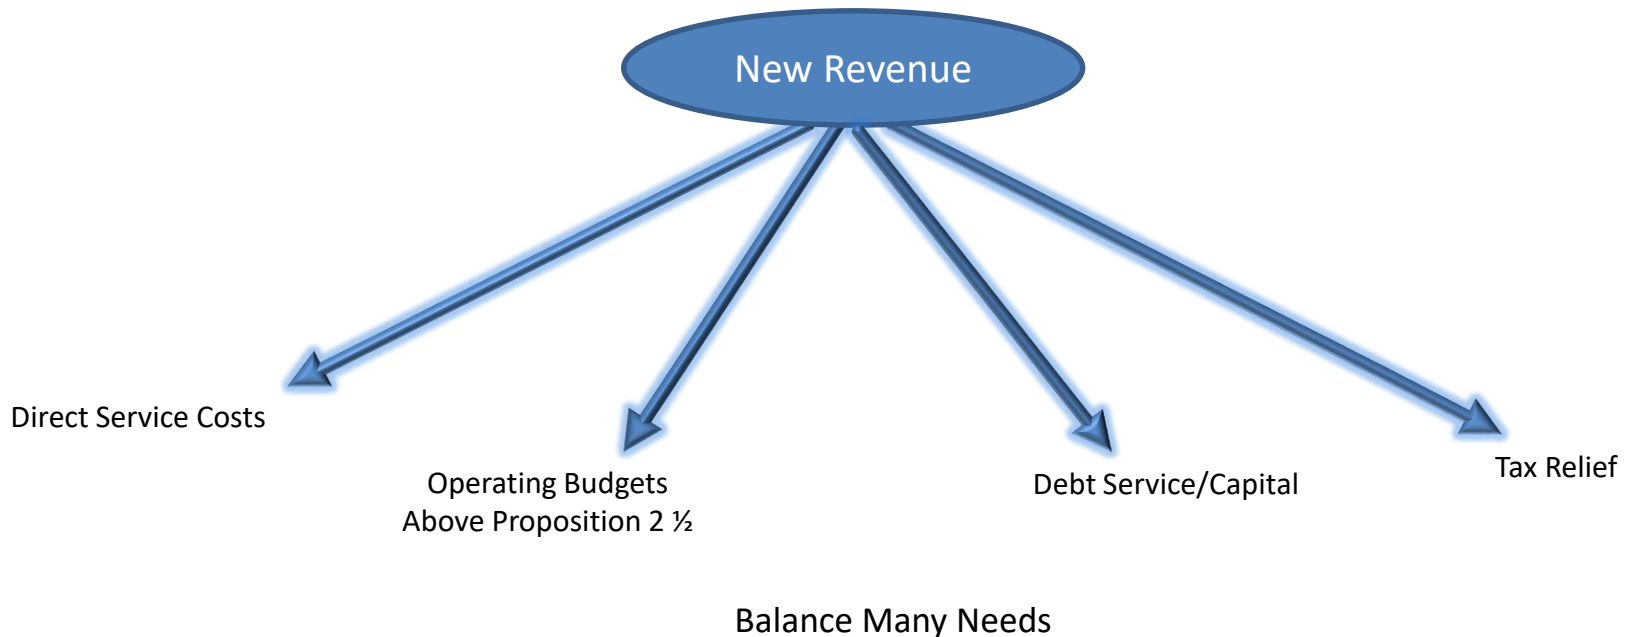 New Revenue
Direct Service Costs
Operating Budgets
Above Proposition 2 ½
Debt Service/Capital
Tax Relief
Balance Many Needs